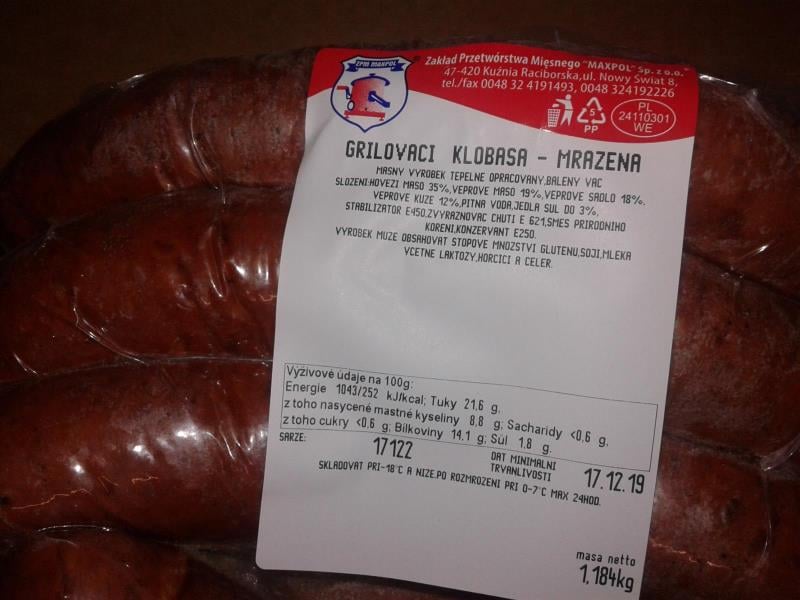 ZPM MAXPOL
Zakład Przetwórstwa Mięsnego "MAXPOL" Sp. z o.o.
47-420 Kuźnia Raciborska,ul. Nowy Świat 8,
tel./fax 0048 32 4191493, 0048 324192226
5
PP
PL
24110301
WE
GRILOVACI KLOBASA - MRAZENA
MASNY VYROBEK TEPELNE OPRACOVANY,BALENY VAC
SLOZENI:HOVEZI MASO 35%,VEPROVE MASO 19%,VEPROVE SADLO 18%,
VEPROVE KUZE 12%,PITNA VODA,JEDLA SUL DO 3%,
STABILIZATOR E450,ZVYRAZNOVAC CHUTI E 621,SMES PRIRODNIHO
KORENI,KONZERVANT E250.
VYROBEK MUZE OBSAHOVAT STOPOVE MNOZSTVI GLUTENU,SOJI,MLEKA
VCETNE LAKTOZY,HORCICI A CELER.
Výživové údaje na 100g:
Energie 1043/252 kJ/kcal; Tuky 21,6 g,
z toho nasycené mastné kyseliny 8,8 g; Sacharidy <0,6 g,
z toho cukry <0,6 g; Bílkoviny 14,1 g; Sůl 1,8 g.
SARZE: 17122
DAT MINIMALNI
TRVANLIVOSTI 17.12.19
SKLADOVAT PRI-18˚C A NIZE.PO ROZMROZENI PRI 0-7˚C MAX 24HOD.
masa netto
1,184kg